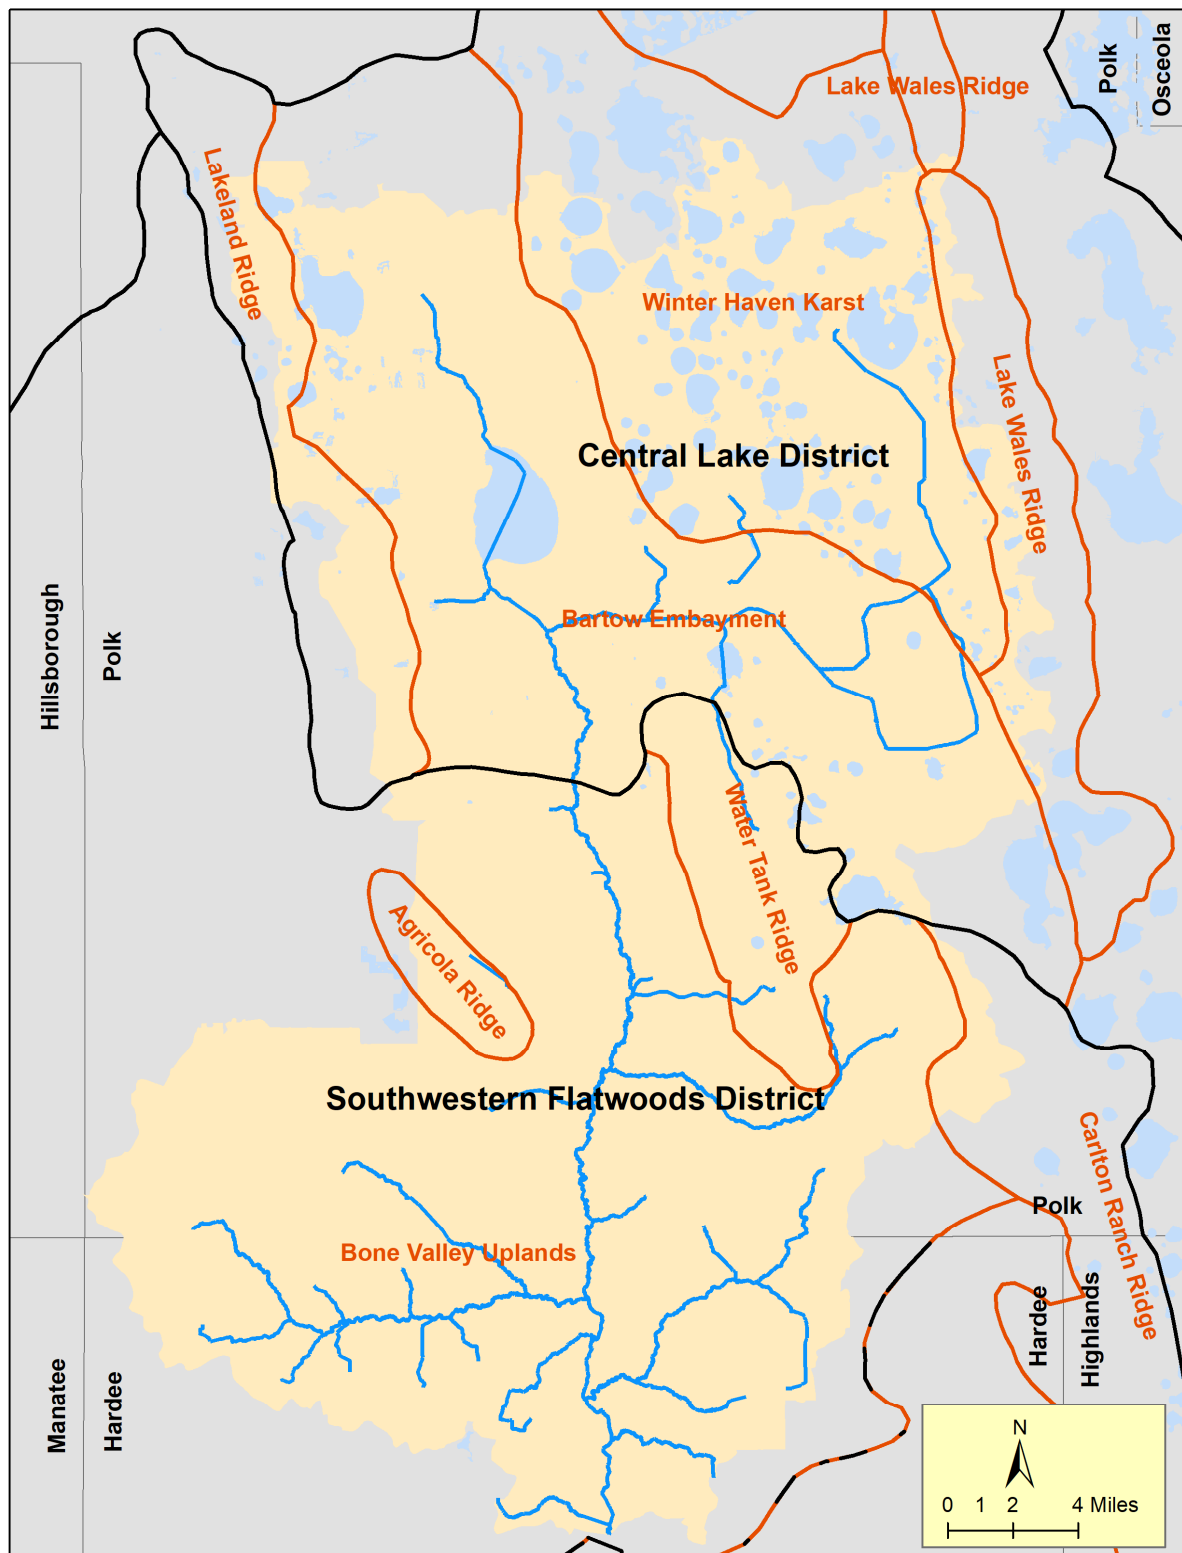 Polk
Osceola
Lake Wales Ridge
Lakeland Ridge
Winter Haven Karst
Lake Wales Ridge
Central Lake District
Hillsborough
Polk
Bartow Embayment
Water Tank Ridge
Agricola Ridge
Southwestern Flatwoods District
Carlton Ranch Ridge
Polk
Bone Valley Uplands
Hardee
Highlands
Manatee
Hardee
N
0 1 2 4 Miles